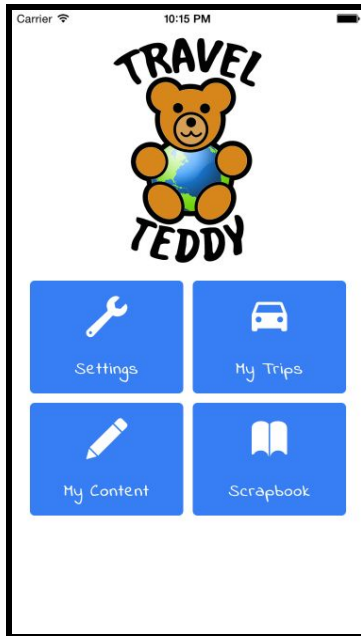 Carrier 10:15 PM
TRAVEL
TEDDY
Settings My Trips
My Content Scrapbook